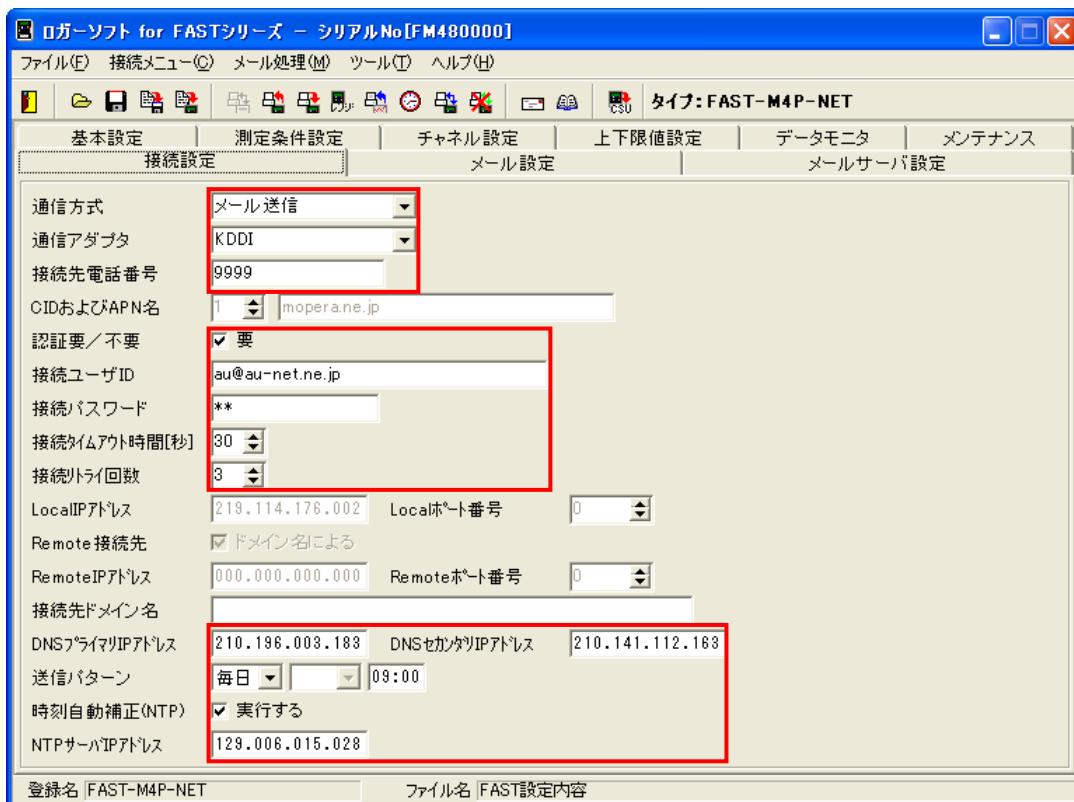 ロガーソフト for FASTシリーズ － シリアルNo[FM480000]
ファイル(F) 接続メニュー(C) メール処理(M) ツール(T) ヘルプ(H)
CSU タイプ:FAST-M4P-NET
基本設定 測定条件設定 チャネル設定 上下限値設定 データモニタ メンテナンス
接続設定 メール設定 メールサーバ設定
通信方式 メール送信
通信アダプタ KDDI
接続先電話番号 9999
CIDおよびAPN名 1 mopera.ne.jp
認証要／不要 要
接続ユーザID au@au-net.ne.jp
接続パスワード **
接続ﾀｲﾑｱｳﾄ時間[秒] 30
接続ﾘﾄﾗｲ回数 3
LocalIPｱﾄﾞﾚｽ 219.114.176.002 Localﾎﾟｰﾄ番号 0
Remote接続先 ドメイン名による
RemoteIPｱﾄﾞﾚｽ 000.000.000.000 Remoteﾎﾟｰﾄ番号 0
接続先ドメイン名
DNSﾌﾟﾗｲﾏﾘIPｱﾄﾞﾚｽ 210.196.003.183 DNSｾｶﾝﾀﾞﾘIPｱﾄﾞﾚｽ 210.141.112.163
送信パターン 毎日 09:00
時刻自動補正(NTP) 実行する
NTPｻｰﾊﾞIPｱﾄﾞﾚｽ 129.006.015.028
登録名 FAST-M4P-NET ファイル名 FAST設定内容